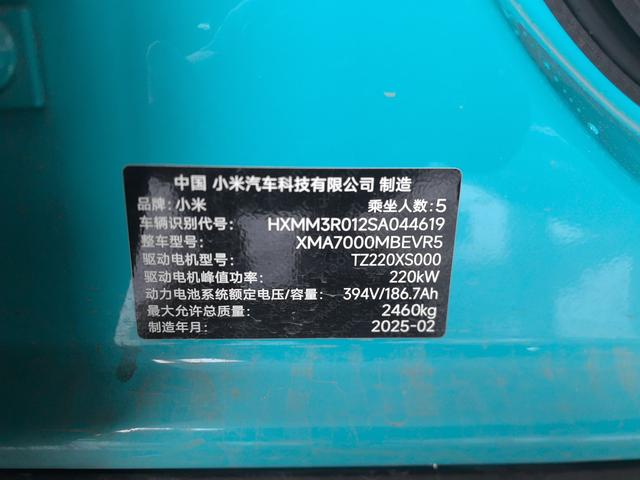 中国 小米汽车科技有限公司 制造
品牌: 小米 乘坐人数: 5
车辆识别代号: HXMM3R012SA044619
整车型号: XMA7000MBEVR5
驱动电机型号: TZ220XS000
驱动电机峰值功率: 220kW
动力电池系统额定电压/容量: 394V/186.7Ah
最大允许总质量: 2460kg
制造年月: 2025-02